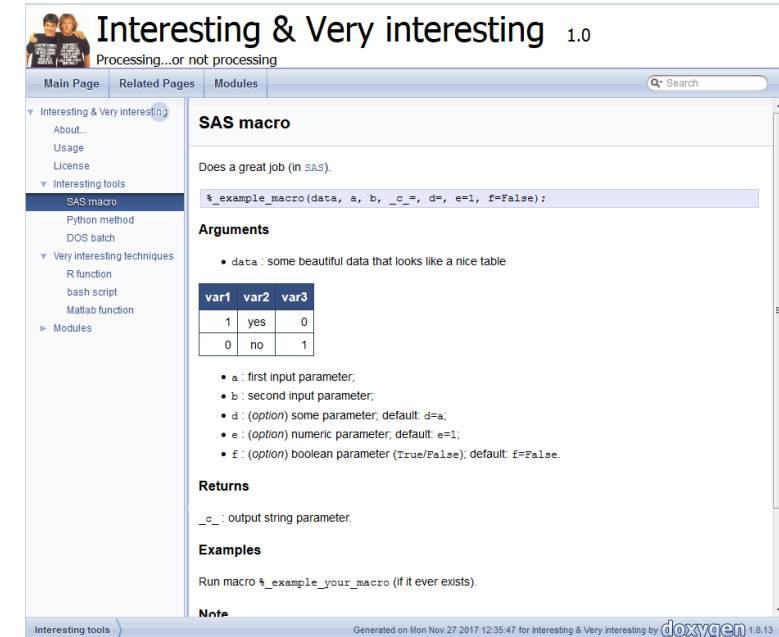 Interesting & Very interesting 1.0
Processing...or not processing
Main Page Related Pages Modules Search
Interesting & Very interesting
About...
Usage
License
Interesting tools
SAS macro
Python method
DOS batch
Very interesting techniques
R function
bash script
Matlab function
Modules
SAS macro
Does a great job (in SAS).
%_example_macro(data, a, b, _c_=, d=, e=1, f=False);
Arguments
• data : some beautiful data that looks like a nice table
var1 var2 var3
1 yes 0
0 no 1
• a : first input parameter;
• b : second input parameter;
• d : (option) some parameter; default: d=a;
• e : (option) numeric parameter; default: e=1;
• f : (option) boolean parameter (True/False); default: f=False.
Returns
_c_ : output string parameter.
Examples
Run macro %_example_your_macro (if it ever exists).
Note
Interesting tools
Generated on Mon Nov 27 2017 12:35:47 for Interesting & Very interesting by doxygen 1.8.13